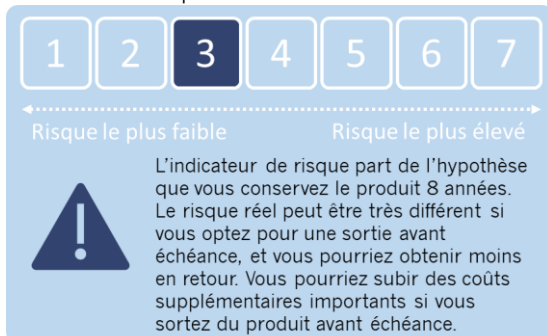 1 2 3 4 5 6 7
Risque le plus faible Risque le plus élevé
L'indicateur de risque part de l'hypothèse
que vous conservez le produit 8 années.
Le risque réel peut être très différent si
vous optez pour une sortie avant
échéance, et vous pourriez obtenir moins
en retour. Vous pourriez subir des coûts
supplémentaires importants si vous
sortez du produit avant échéance.